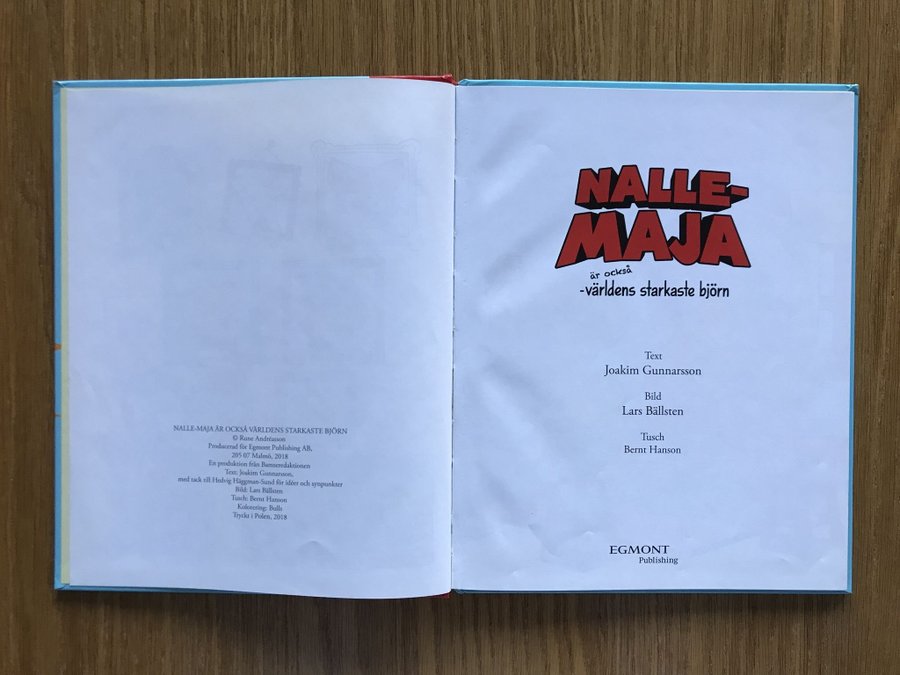 NALLE-MAJA ÄR OCKSÅ VÄRLDENS STARKASTE BJÖRN
© Rune Andréasson
Producerad för Egmont Publishing AB,
205 07 Malmö, 2018
En produktion från Bamseredaktionen
Text: Joakim Gunnarsson,
med tack till Hedvig Häggman-Sund för idéer och synpunkter
Bild: Lars Bällsten
Tusch: Bernt Hanson
Kolorering: Bulls
Tryckt i Polen, 2018
NALLE-
MAJA
är också
-världens starkaste björn
Text
Joakim Gunnarsson
Bild
Lars Bällsten
Tusch
Bernt Hanson
EGMONT
Publishing